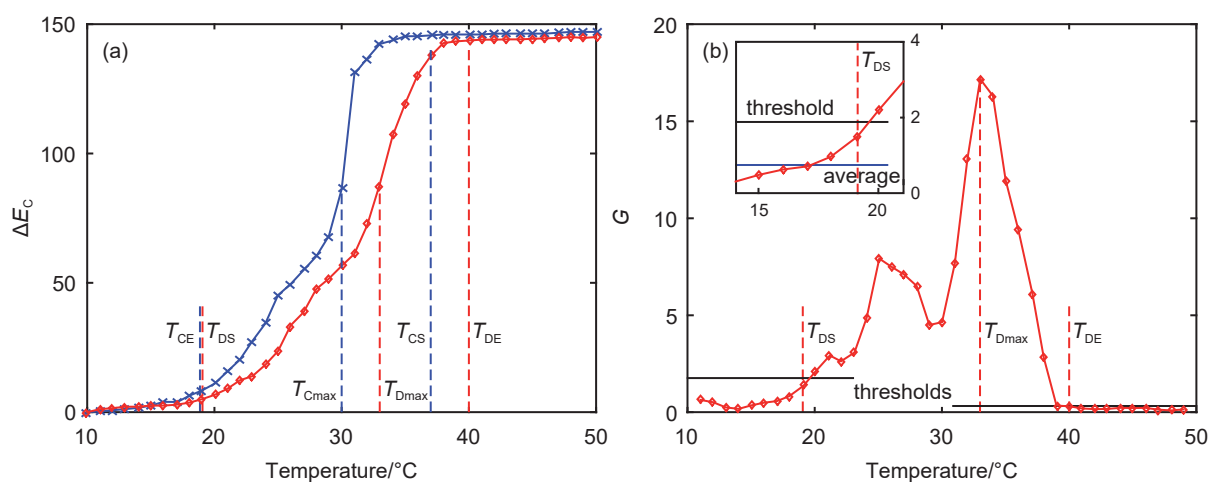 (a)
150
100
50
0
ΔE_C
T_CE
T_DS
T_Cmax
T_Dmax
T_CS
T_DE
10
20
30
40
50
Temperature/°C
(b)
20
15
10
5
0
G
threshold
average
T_DS
4
2
0
15
20
T_DS
thresholds
T_Dmax
T_DE
10
20
30
40
50
Temperature/°C